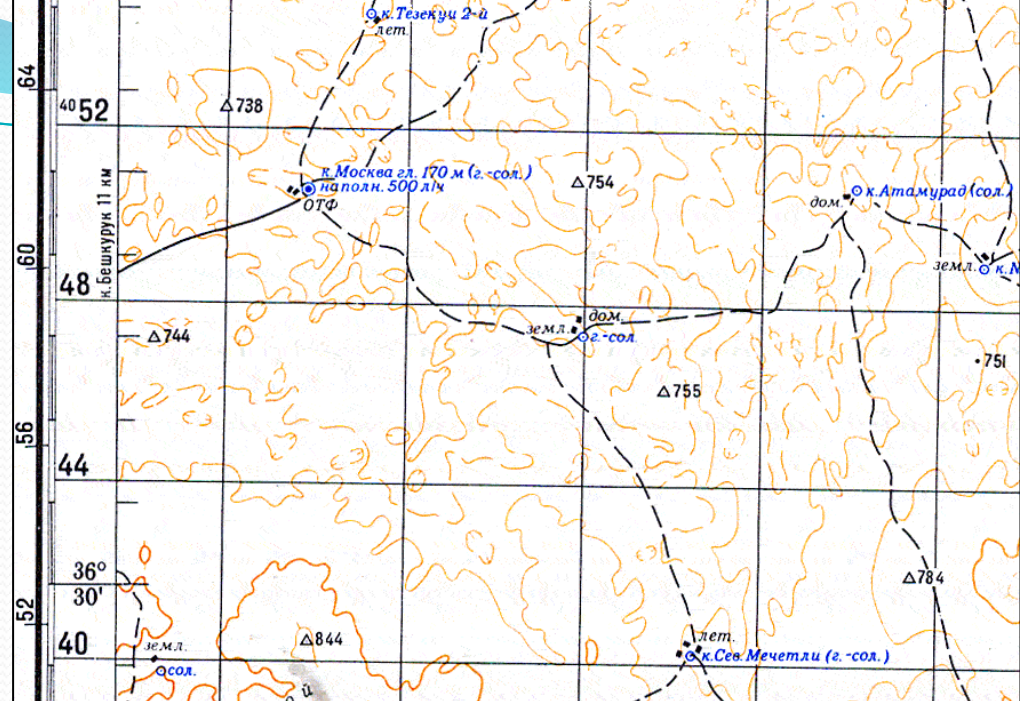 к.Тезекуи 2-й
лет.
64
40 52
738
к.Москва гл. 170 м (г.-сол.)
наполн. 500 л/ч
ОТФ
754
к.Атамурад (сол.)
дом.
к.Бешкурук 11 км
60
48
земл.
к.М
744
дом.
земл.
г.-сол.
755
751
56
44
36°
30'
784
52
40
844
земл.
сол.
лет.
к.Сев.Мечетли (г.-сол.)
ой